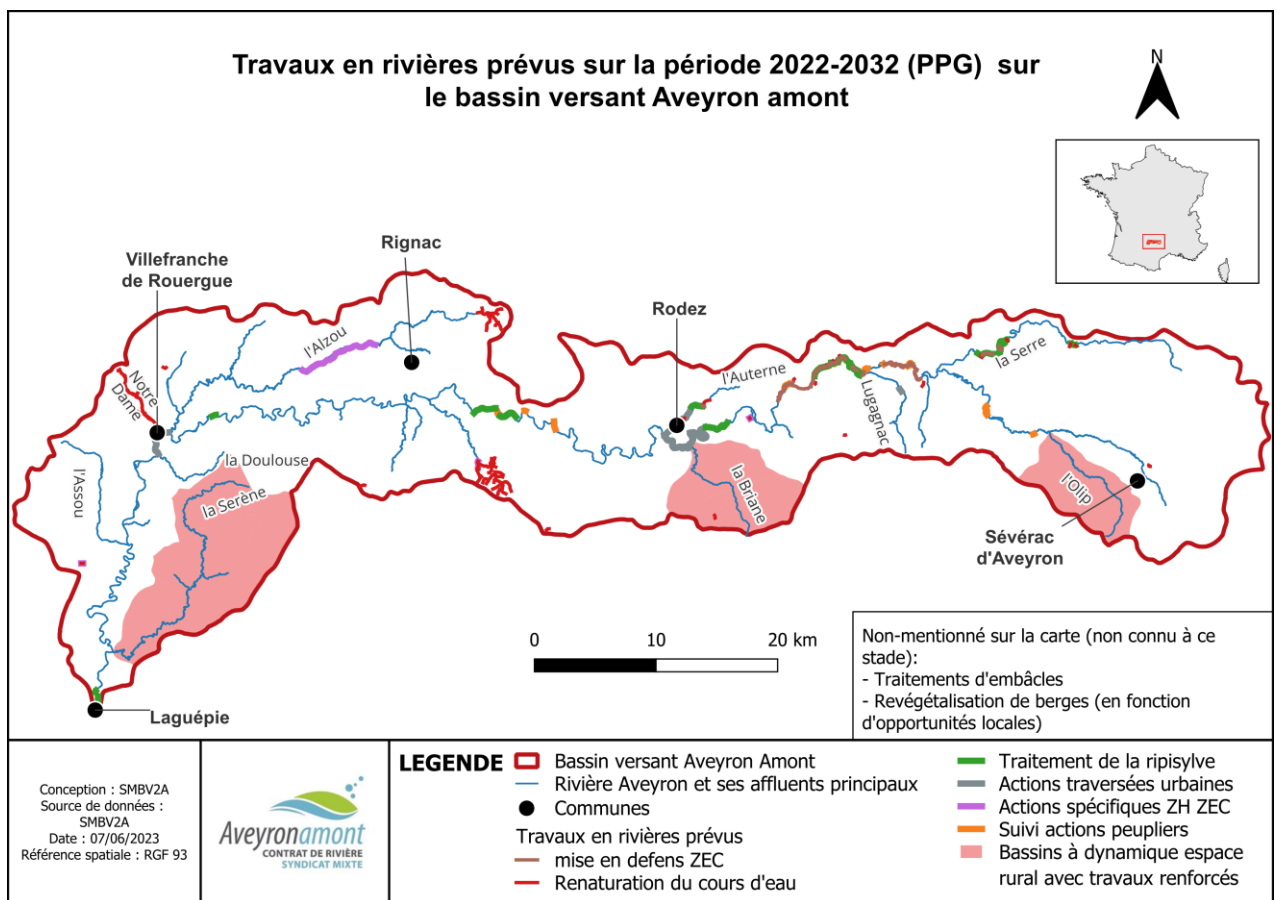 Travaux en rivières prévus sur la période 2022-2032 (PPG) sur
le bassin versant Aveyron amont
N
Rignac
Villefranche
de Rouergue
Rodez
l'Alzou
la Serre
l'Auterne
Notre
Dame
Lugagnac
la Doulouse
l'Assou
la Serène
la Briane
l'Olip
Sévérac
d'Aveyron
0 10 20 km
Laguépie
Non-mentionné sur la carte (non connu à ce
stade):
- Traitements d'embâcles
- Revégétalisation de berges (en fonction
d'opportunités locales)
Conception : SMBV2A
Source de données :
SMBV2A
Date : 07/06/2023
Référence spatiale : RGF 93
Aveyronamont
CONTRAT DE RIVIÈRE
SYNDICAT MIXTE
LEGENDE
Bassin versant Aveyron Amont
Rivière Aveyron et ses affluents principaux
Communes
Travaux en rivières prévus
mise en defens ZEC
Renaturation du cours d'eau
Traitement de la ripisylve
Actions traversées urbaines
Actions spécifiques ZH ZEC
Suivi actions peupliers
Bassins à dynamique espace
rural avec travaux renforcés